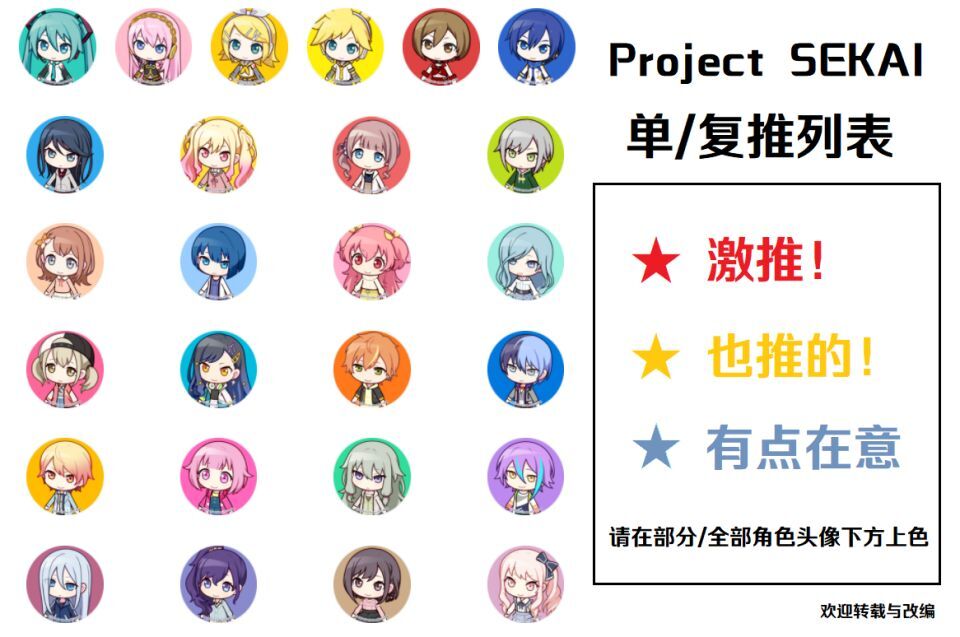 Project SEKAI
单/复推列表
★ 激推!
★ 也推的!
★ 有点在意
请在部分/全部角色头像下方上色
欢迎转载与改编